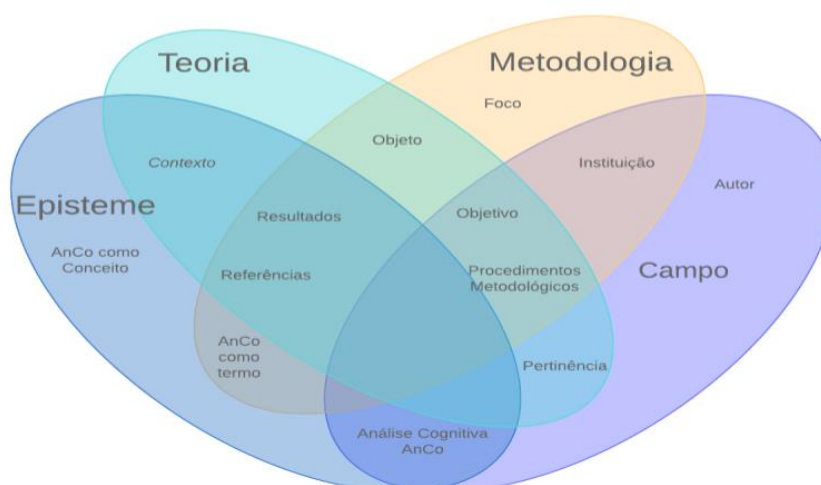 Teoria
Metodologia
Foco
Objeto
Contexto
Instituição
Autor
Episteme
Resultados
Objetivo
AnCo como
Conceito
Referências
Procedimentos
Metodológicos
Campo
AnCo
como
termo
Pertinência
Análise Cognitiva
AnCo